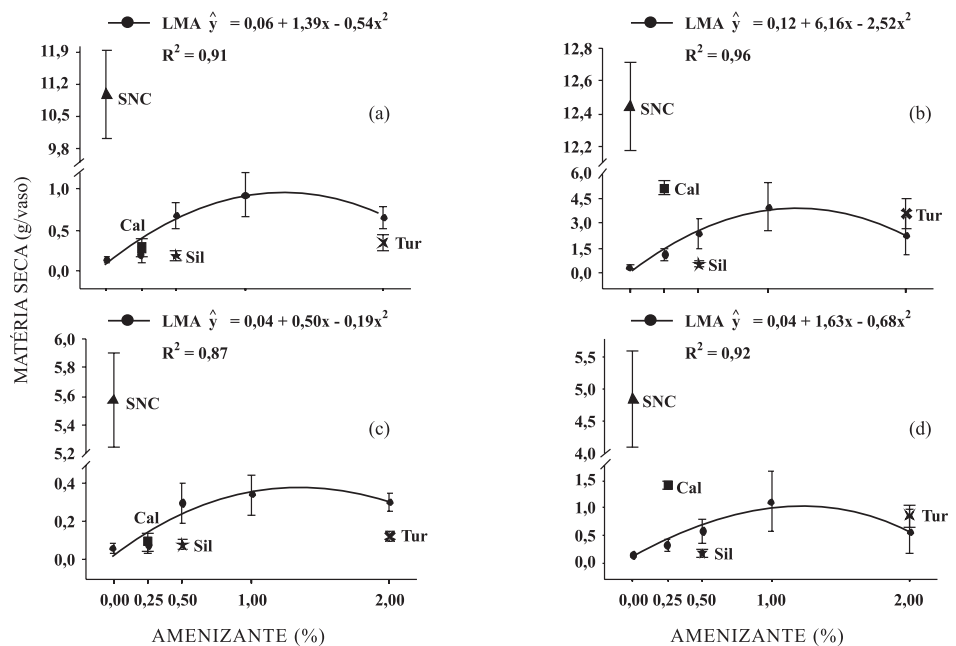 LMA ŷ = 0,06 + 1,39x - 0,54x²
R² = 0,91
11,9
11,2
10,5
9,8
1,0
0,5
0,0
SNC
(a)
Cal
Sil
Tur
LMA ŷ = 0,12 + 6,16x - 2,52x²
R² = 0,96
12,8
12,6
12,4
12,2
6,0
4,5
3,0
1,5
0,0
SNC
(b)
Cal
Sil
Tur
MATÉRIA SECA (g/vaso)
LMA ŷ = 0,04 + 0,50x - 0,19x²
R² = 0,87
6,0
5,8
5,6
5,4
5,2
0,4
0,2
0,0
SNC
(c)
Cal
Sil
Tur
0,00 0,25 0,50 1,00 2,00
AMENIZANTE (%)
LMA ŷ = 0,04 + 1,63x - 0,68x²
R² = 0,92
5,5
5,0
4,5
4,0
1,5
1,0
0,5
0,0
SNC
(d)
Cal
Sil
Tur
0,00 0,25 0,50 1,00 2,00
AMENIZANTE (%)